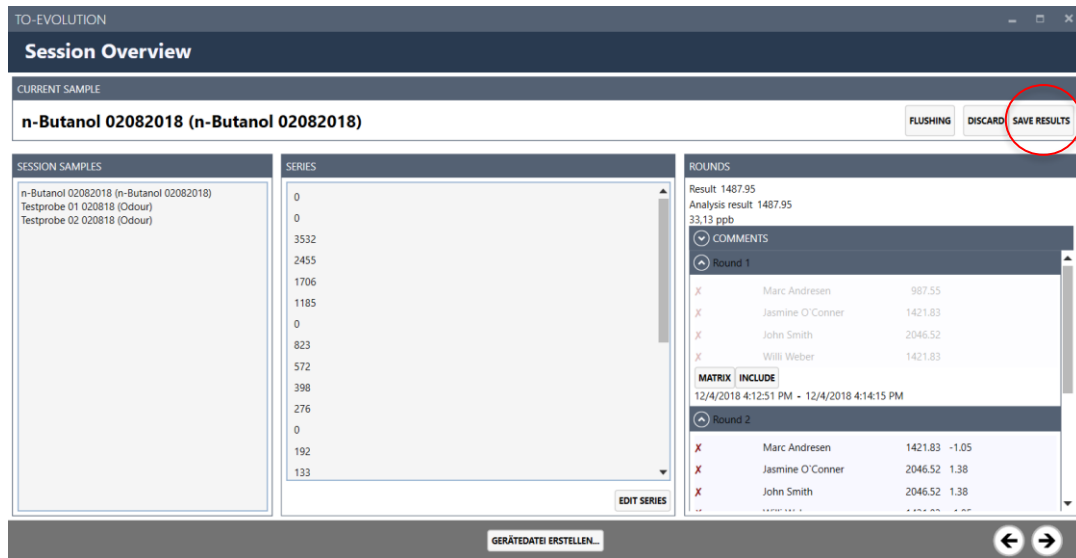 TO-EVOLUTION
Session Overview
CURRENT SAMPLE
n-Butanol 02082018 (n-Butanol 02082018)
FLUSHING DISCARD SAVE RESULTS
SESSION SAMPLES
n-Butanol 02082018 (n-Butanol 02082018)
Testprobe 01 020818 (Odour)
Testprobe 02 020818 (Odour)
SERIES
0
0
3532
2455
1706
1185
0
823
572
398
276
0
192
133
EDIT SERIES
ROUNDS
Result 1487.95
Analysis result 1487.95
33,13 ppb
COMMENTS
Round 1
X Marc Andresen 987.55
X Jasmine O`Conner 1421.83
X John Smith 2046.52
X Willi Weber 1421.83
MATRIX INCLUDE
12/4/2018 4:12:51 PM - 12/4/2018 4:14:15 PM
Round 2
X Marc Andresen 1421.83 -1.05
X Jasmine O`Conner 2046.52 1.38
X John Smith 2046.52 1.38
GERÄTEDATEI ERSTELLEN...